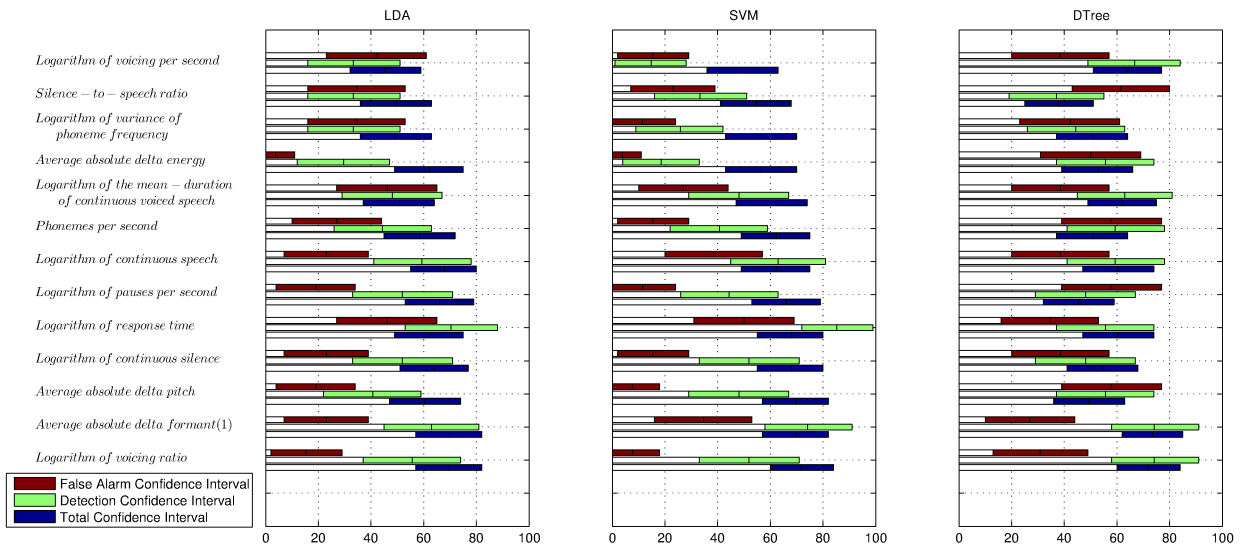 LDA
SVM
DTree
Logarithm of voicing per second
Silence − to − speech ratio
Logarithm of variance of
phoneme frequency
Average absolute delta energy
Logarithm of the mean − duration
of continuous voiced speech
Phonemes per second
Logarithm of continuous speech
Logarithm of pauses per second
Logarithm of response time
Logarithm of continuous silence
Average absolute delta pitch
Average absolute delta formant(1)
Logarithm of voicing ratio
False Alarm Confidence Interval
Detection Confidence Interval
Total Confidence Interval
0 20 40 60 80 100
0 20 40 60 80 100
0 20 40 60 80 100